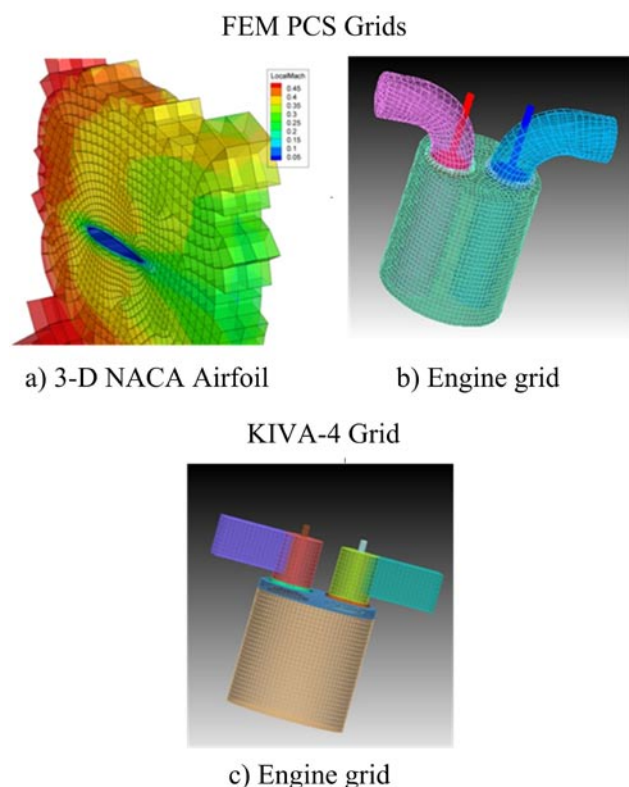 FEM PCS Grids
LocalMach
0.45
0.4
0.35
0.3
0.25
0.2
0.15
0.1
0.05
a) 3-D NACA Airfoil
b) Engine grid
KIVA-4 Grid
c) Engine grid